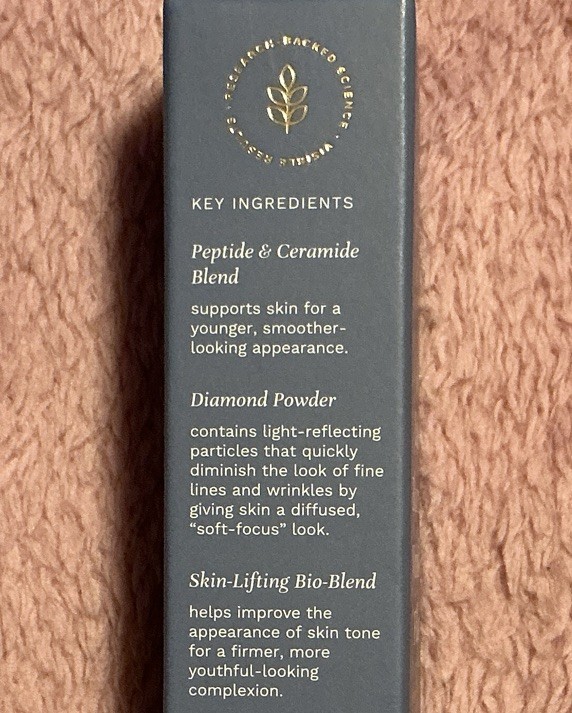 RESEARCH-BACKED SCIENCE · VISIBLE
KEY INGREDIENTS
Peptide & Ceramide
Blend
supports skin for a
younger, smoother-
looking appearance.
Diamond Powder
contains light-reflecting
particles that quickly
diminish the look of fine
lines and wrinkles by
giving skin a diffused,
“soft-focus” look.
Skin-Lifting Bio-Blend
helps improve the
appearance of skin tone
for a firmer, more
youthful-looking
complexion.